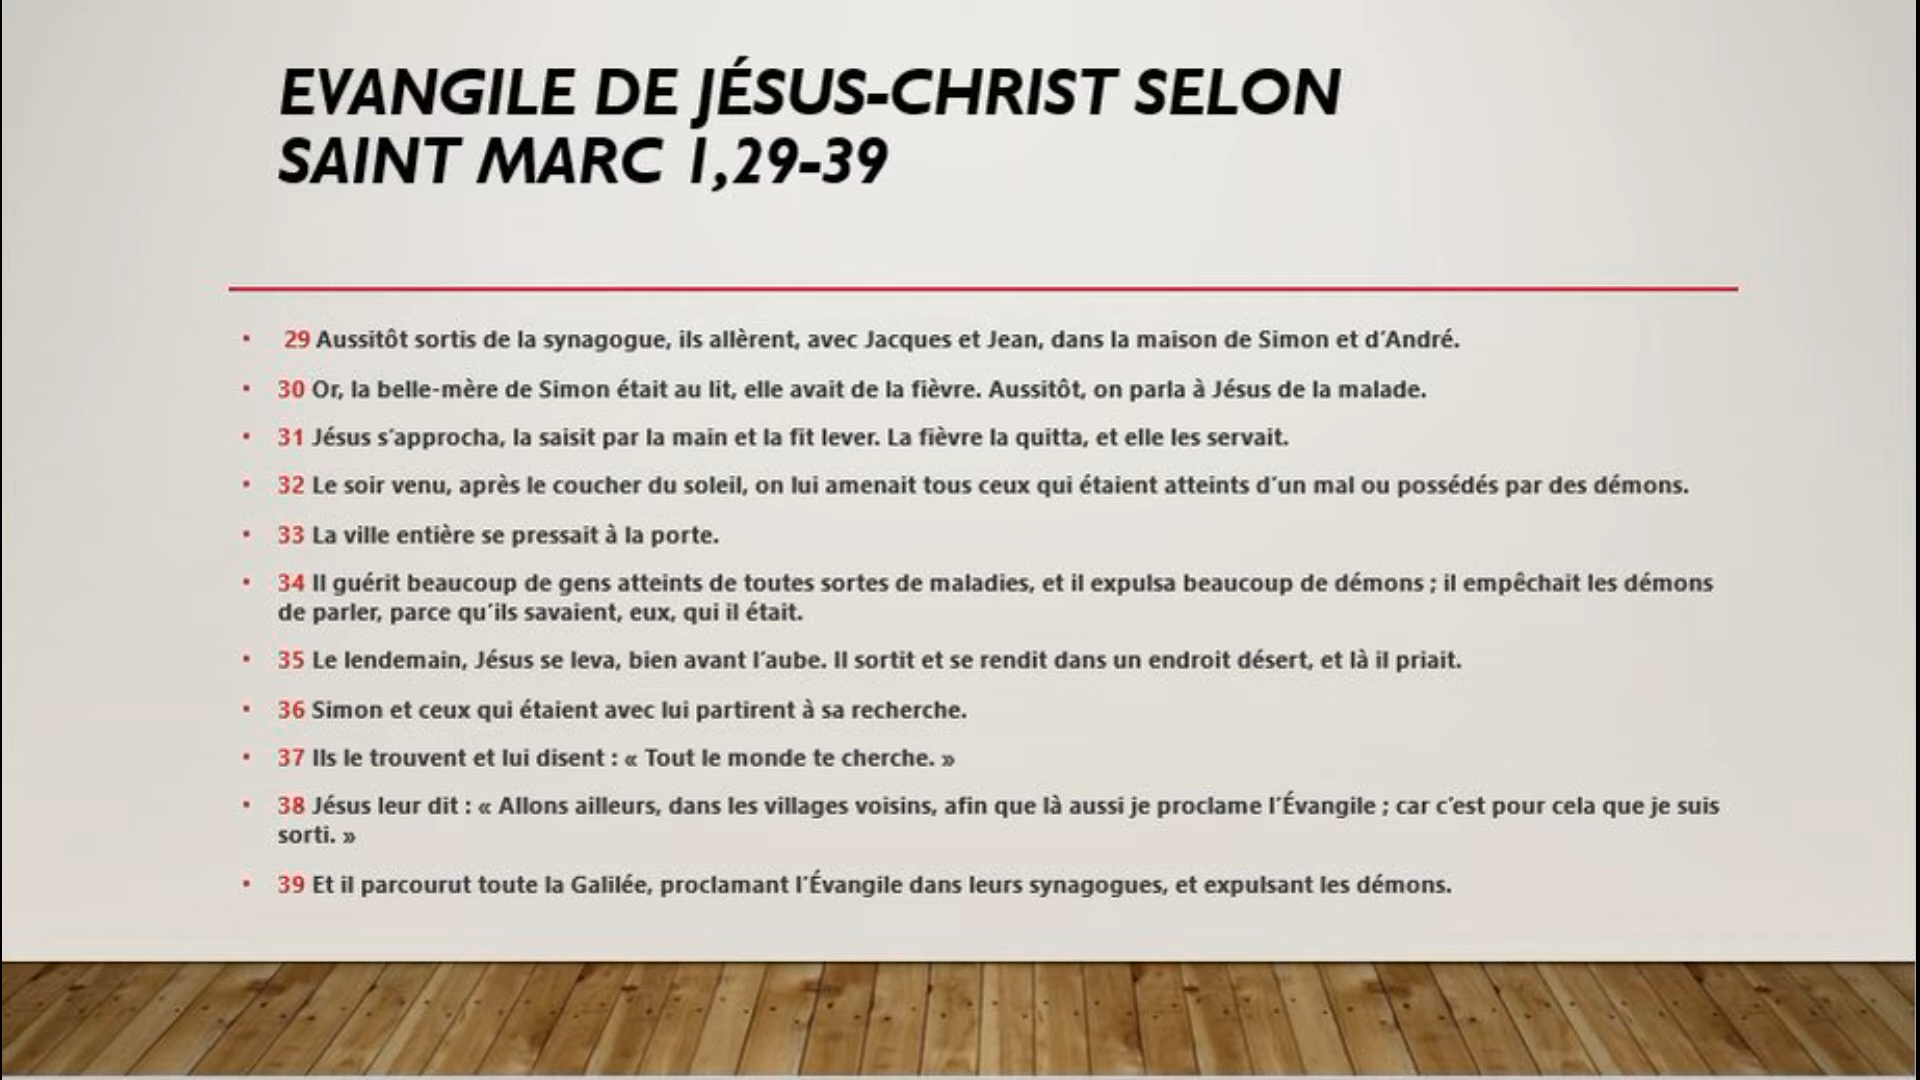 EVANGILE DE JÉSUS-CHRIST SELON
SAINT MARC 1,29-39
• 29 Aussitôt sortis de la synagogue, ils allèrent, avec Jacques et Jean, dans la maison de Simon et d'André.
• 30 Or, la belle-mère de Simon était au lit, elle avait de la fièvre. Aussitôt, on parla à Jésus de la malade.
• 31 Jésus s'approcha, la saisit par la main et la fit lever. La fièvre la quitta, et elle les servait.
• 32 Le soir venu, après le coucher du soleil, on lui amenait tous ceux qui étaient atteints d'un mal ou possédés par des démons.
• 33 La ville entière se pressait à la porte.
• 34 Il guérit beaucoup de gens atteints de toutes sortes de maladies, et il expulsa beaucoup de démons ; il empêchait les démons
de parler, parce qu'ils savaient, eux, qui il était.
• 35 Le lendemain, Jésus se leva, bien avant l'aube. Il sortit et se rendit dans un endroit désert, et là il priait.
• 36 Simon et ceux qui étaient avec lui partirent à sa recherche.
• 37 Ils le trouvent et lui disent : « Tout le monde te cherche. »
• 38 Jésus leur dit : « Allons ailleurs, dans les villages voisins, afin que là aussi je proclame l'Évangile ; car c'est pour cela que je suis
sorti. »
• 39 Et il parcourut toute la Galilée, proclamant l'Évangile dans leurs synagogues, et expulsant les démons.